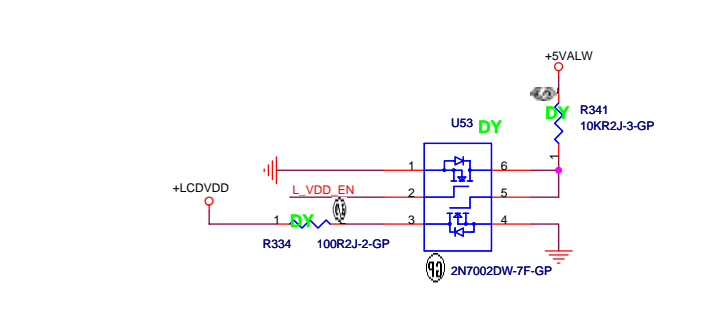 +5VALW
DY
R341
10KR2J-3-GP
U53
DY
1
1
6
+LCDVDD
L_VDD_EN
2
5
1
DY
3
4
R334
100R2J-2-GP
GP
2N7002DW-7F-GP